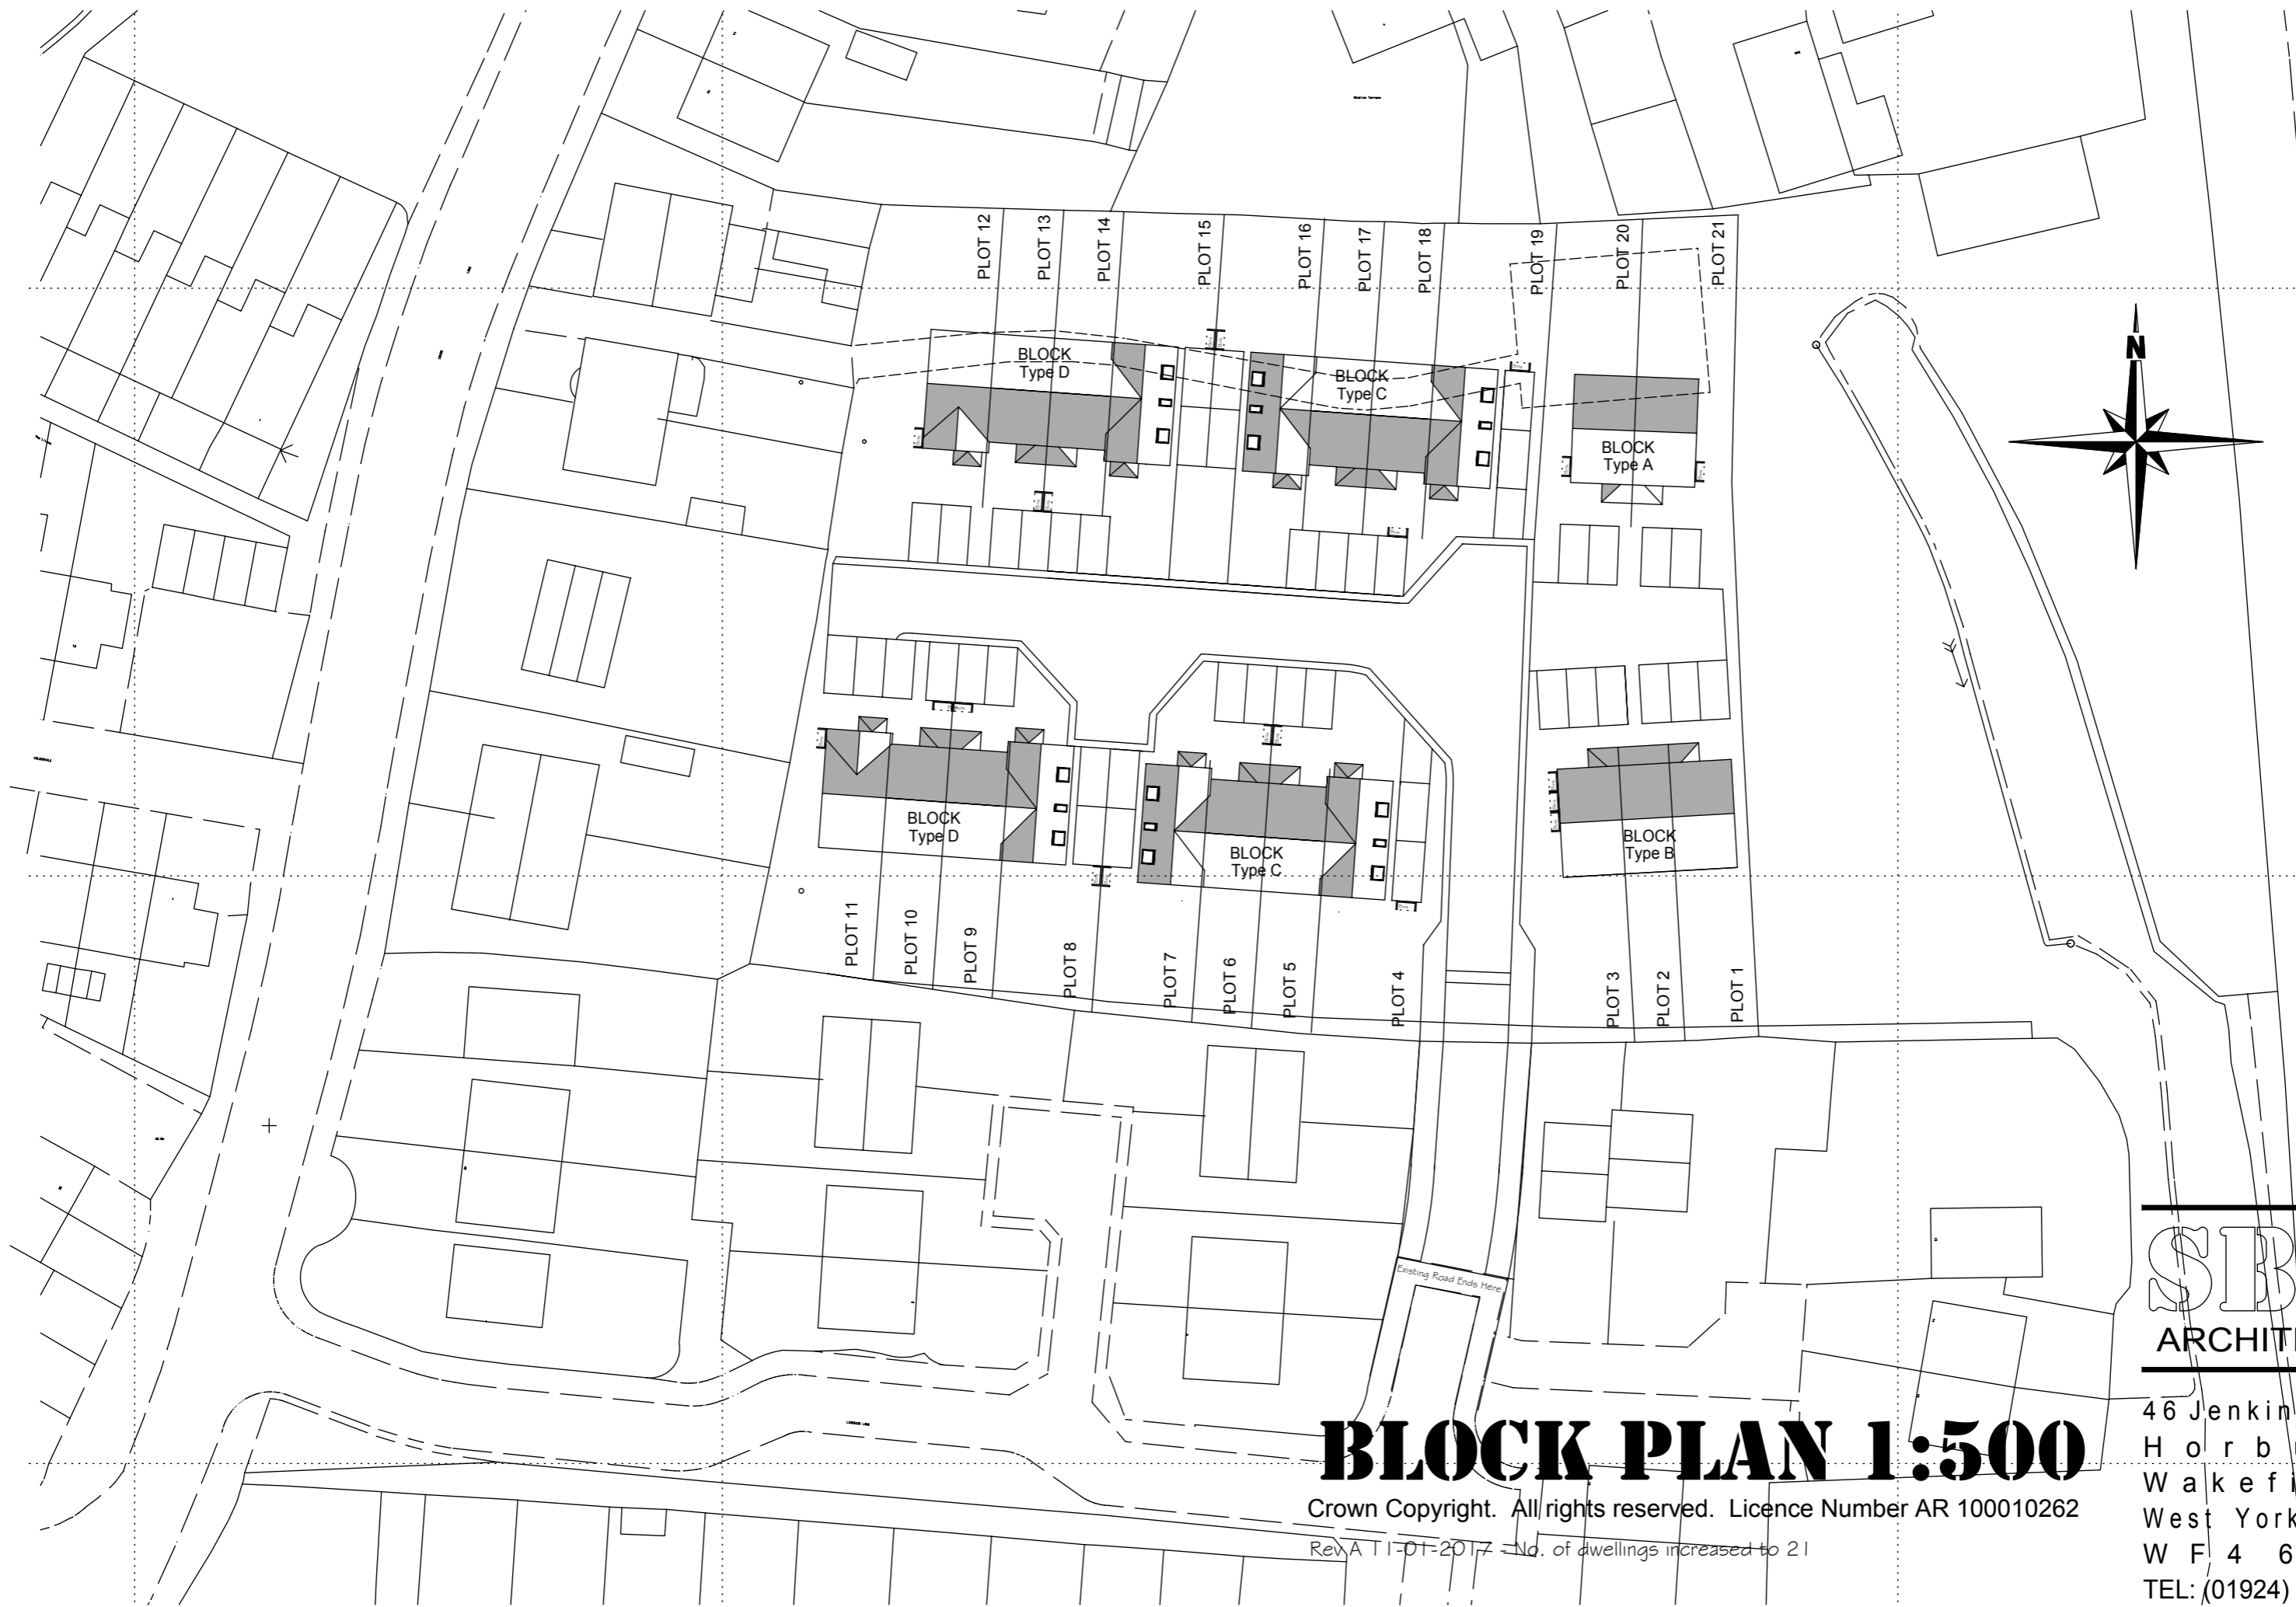 PLOT 12
PLOT 13
PLOT 14
PLOT 15
PLOT 16
PLOT 17
PLOT 18
PLOT 19
PLOT 20
PLOT 21
N
BLOCK
Type D
BLOCK
Type C
BLOCK
Type A
BLOCK
Type D
BLOCK
Type C
BLOCK
Type B
PLOT 11
PLOT 10
PLOT 9
PLOT 8
PLOT 7
PLOT 6
PLOT 5
PLOT 4
PLOT 3
PLOT 2
PLOT 1
Existing Road Ends Here
SB
ARCHIT
BLOCK PLAN 1:500
Crown Copyright. All rights reserved. Licence Number AR 100010262
Rev A 11-01-2017 - No. of dwellings increased to 21
46 Jenkin
Horb
Wakefi
West York
WF4 6
TEL: (01924)